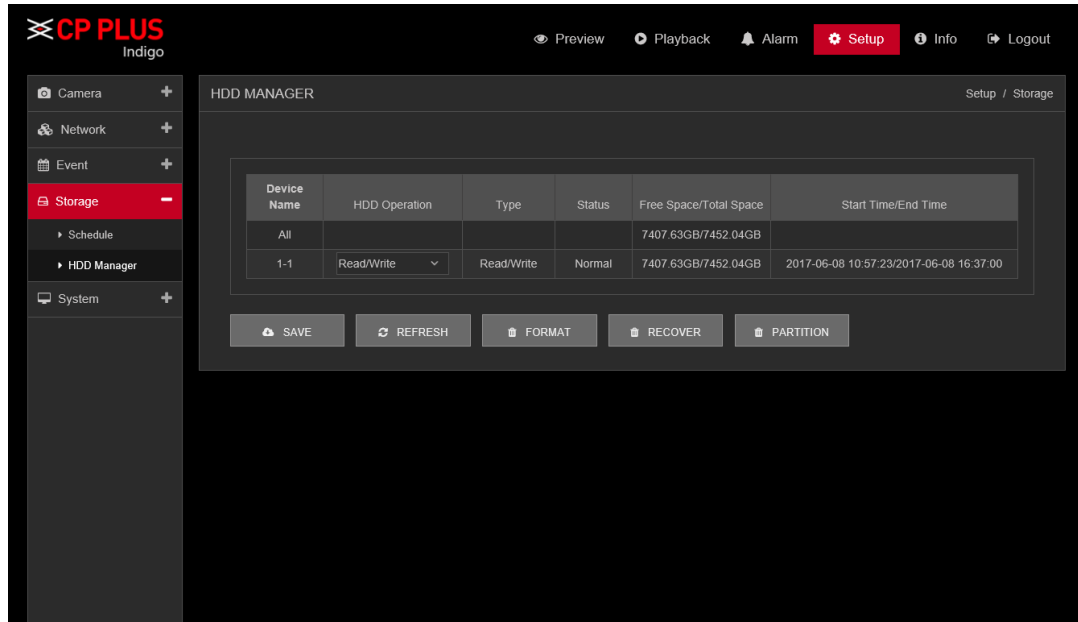 CP PLUS
Indigo
Preview Playback Alarm Setup Info Logout
Camera
Network
Event
Storage
Schedule
HDD Manager
System
HDD MANAGER Setup / Storage
Device Name HDD Operation Type Status Free Space/Total Space Start Time/End Time
All 7407.63GB/7452.04GB
1-1 Read/Write Read/Write Normal 7407.63GB/7452.04GB 2017-06-08 10:57:23/2017-06-08 16:37:00
SAVE REFRESH FORMAT RECOVER PARTITION